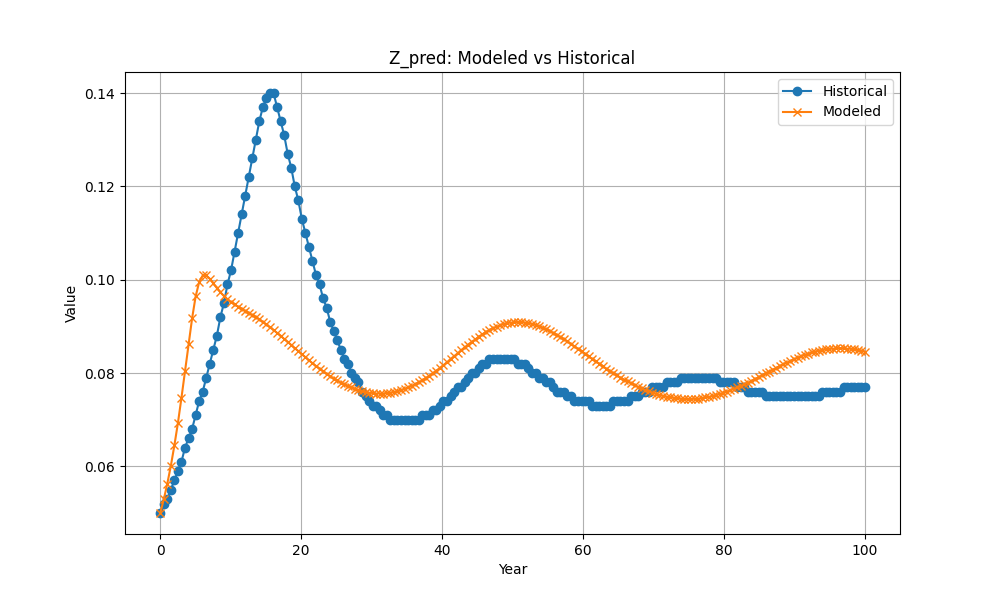 Z_pred: Modeled vs Historical
Historical
Modeled
Value
0.14
0.12
0.10
0.08
0.06
0 20 40 60 80 100
Year